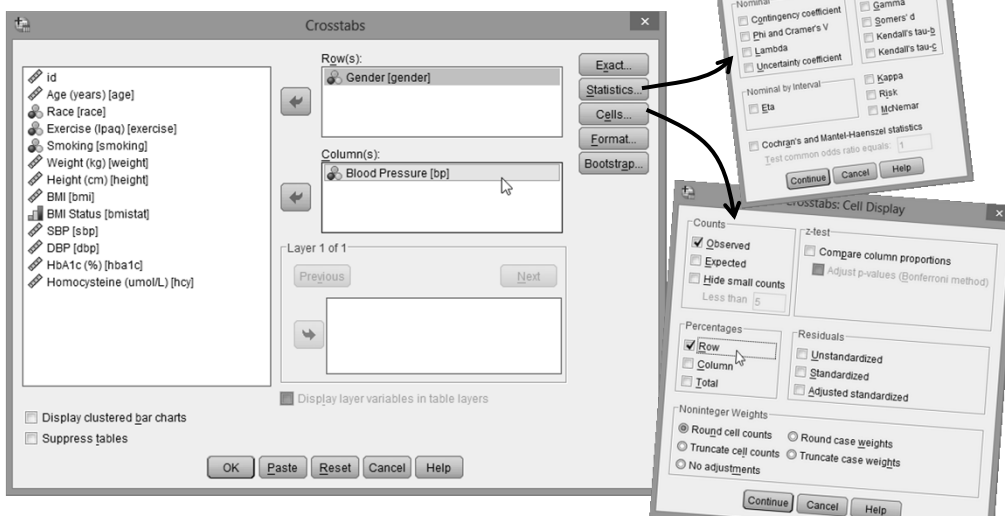 Crosstabs
id
Age (years) [age]
Race [race]
Exercise (Ipaq) [exercise]
Smoking [smoking]
Weight (kg) [weight]
Height (cm) [height]
BMI [bmi]
BMI Status [bmistat]
SBP [sbp]
DBP [dbp]
HbA1c (%) [hba1c]
Homocysteine (umol/L) [hcy]
Row(s):
Gender [gender]
Column(s):
Blood Pressure [bp]
Layer 1 of 1
Previous
Next
Display layer variables in table layers
Exact...
Statistics...
Cells...
Format...
Bootstrap...
Display clustered bar charts
Suppress tables
OK
Paste
Reset
Cancel
Help
Nominal
Contingency coefficient
Phi and Cramer's V
Lambda
Uncertainty coefficient
Gamma
Somers' d
Kendall's tau-b
Kendall's tau-c
Nominal by Interval
Eta
Kappa
Risk
McNemar
Cochran's and Mantel-Haenszel statistics
Test common odds ratio equals: 1
Continue
Cancel
Help
Crosstabs: Cell Display
Counts
Observed
Expected
Hide small counts
Less than 5
z-test
Compare column proportions
Adjust p-values (Bonferroni method)
Percentages
Row
Column
Total
Residuals
Unstandardized
Standardized
Adjusted standardized
Noninteger Weights
Round cell counts
Round case weights
Truncate cell counts
Truncate case weights
No adjustments
Continue
Cancel
Help